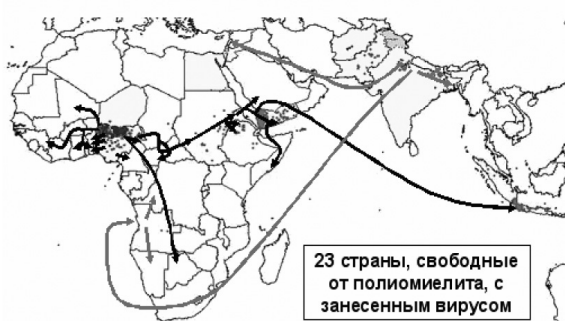 23 страны, свободные
от полиомиелита, с
занесенным вирусом